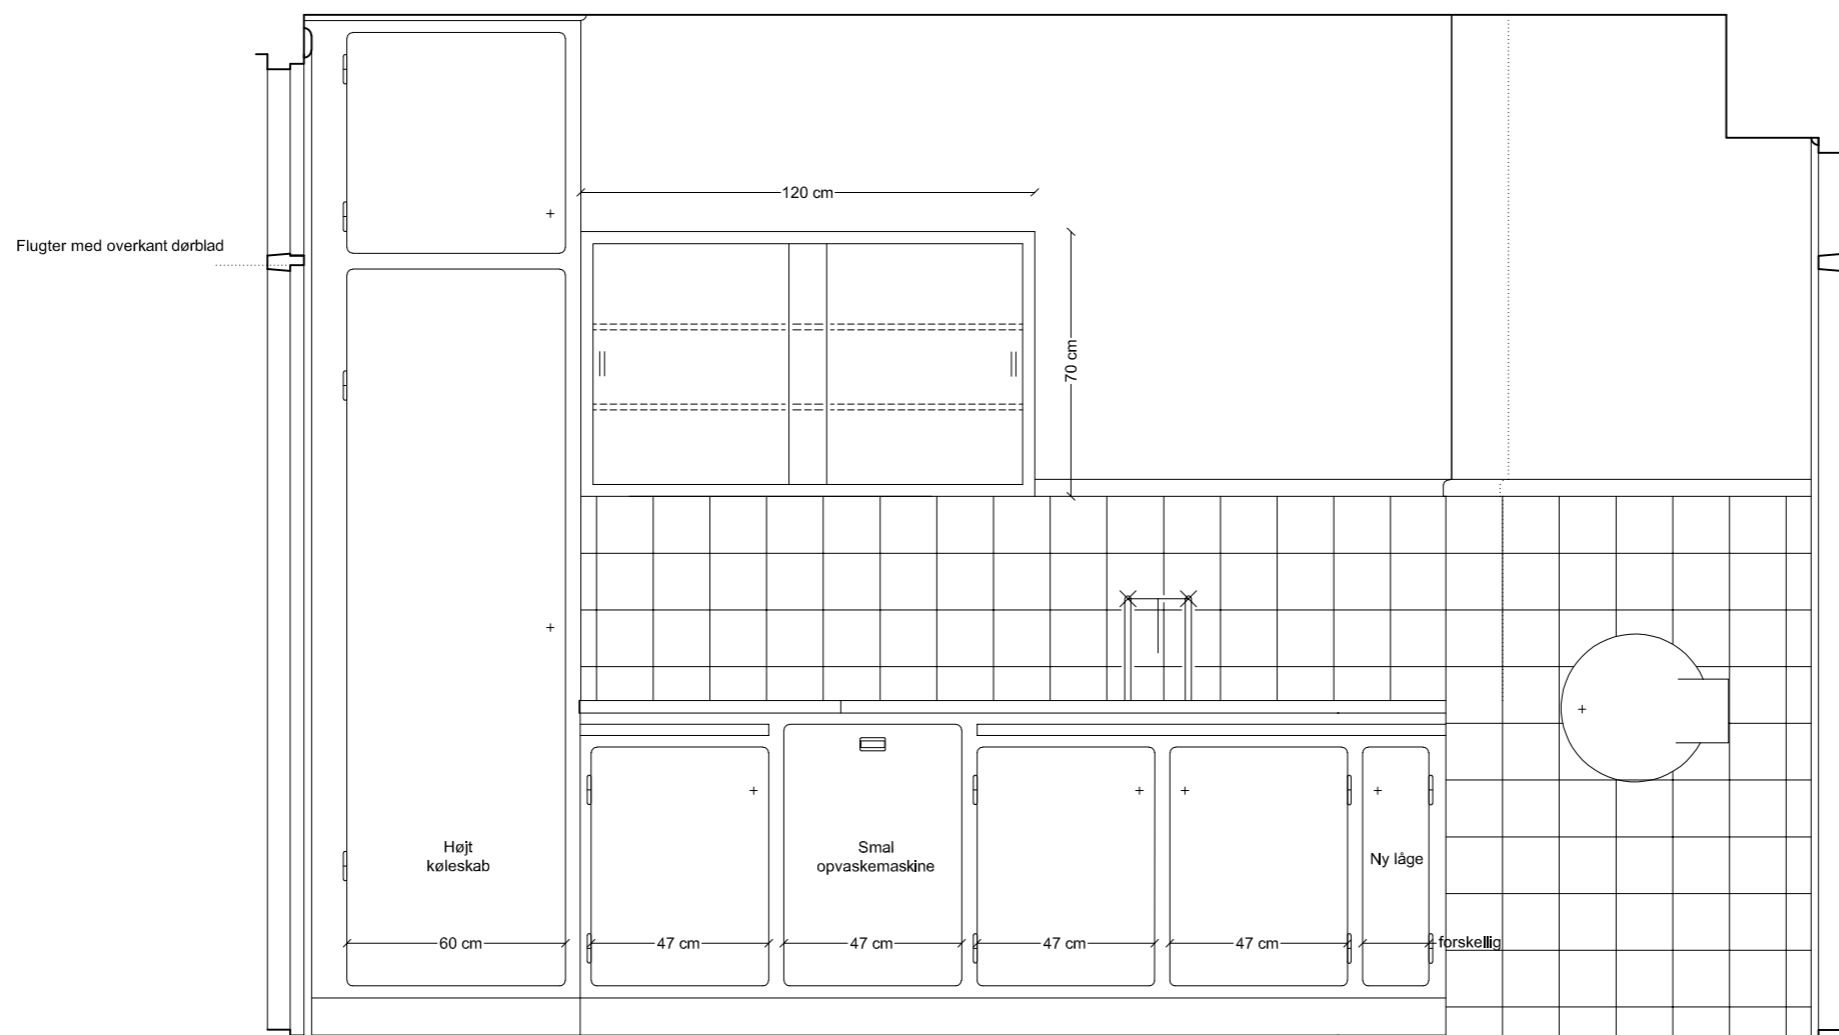 120 cm
Flugter med overkant dørblad
70 cm
Højt
køleskab
Smal
opvaskemaskine
Ny låge
60 cm
47 cm
47 cm
47 cm
47 cm
forskellig